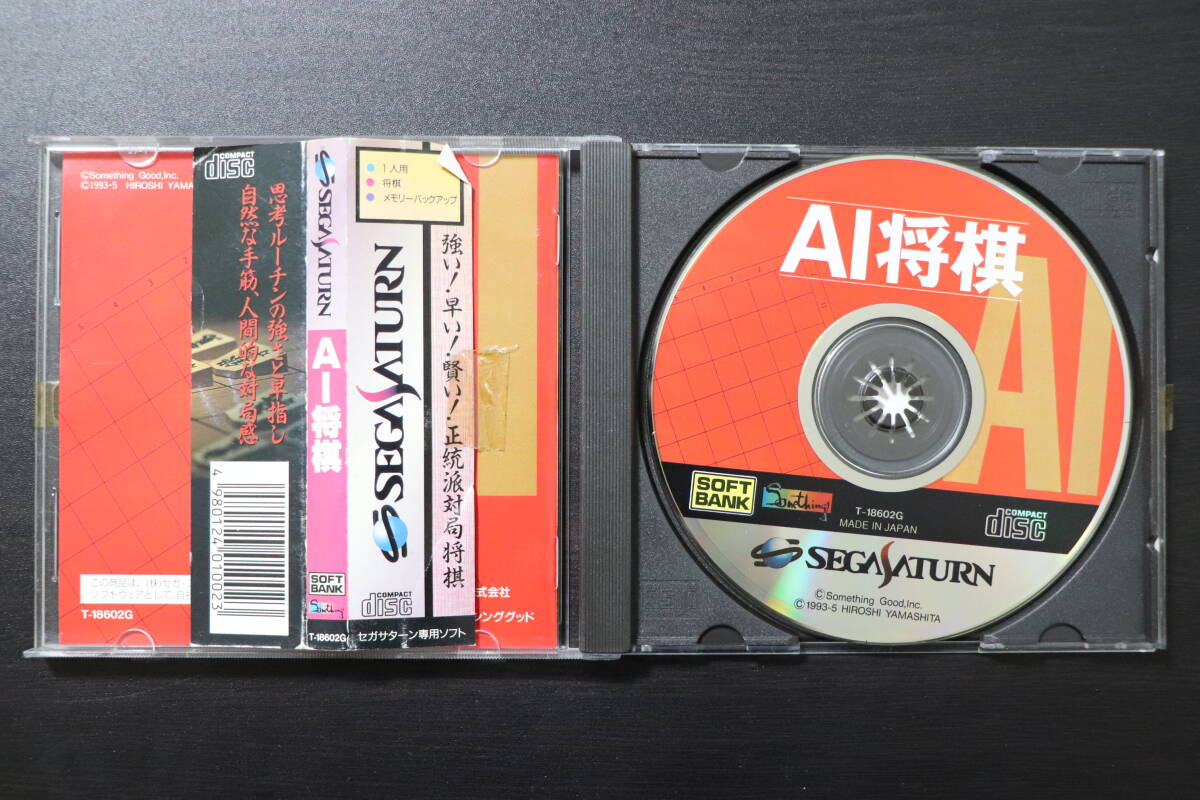 ©Something Good,Inc.
©1993-5 HIROSHI YAMA
この商品は、(株)セガ・
ソフトウェアとして、自社
T-18602G
COMPACT
disc
思考ルーチンの強さと早指し
自然な手筋、人間的な対局感
4 980124 010023
SEGA SATURN
AI将棋
SOFT
BANK
Something
T-18602G
1人用
将棋
メモリーバックアップ
SEGA SATURN
強い!早い!賢い!正統派対局将棋
COMPACT
disc
セガサターン専用ソフト
式会社
シンググッド
AI将棋
AI
SOFT
BANK
Something
T-18602G
MADE IN JAPAN
COMPACT
disc
SEGA SATURN
©Something Good,Inc.
©1993-5 HIROSHI YAMASHITA